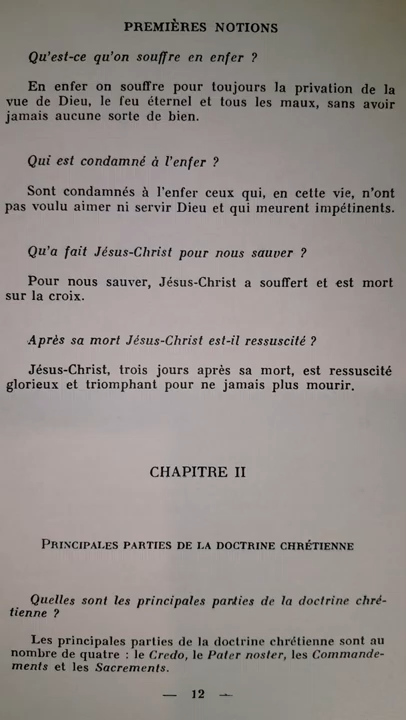 PREMIÈRES NOTIONS
Qu'est-ce qu'on souffre en enfer ?
En enfer on souffre pour toujours la privation de la
vue de Dieu, le feu éternel et tous les maux, sans avoir
jamais aucune sorte de bien.
Qui est condamné à l'enfer ?
Sont condamnés à l'enfer ceux qui, en cette vie, n'ont
pas voulu aimer ni servir Dieu et qui meurent impétinents.
Qu'a fait Jésus-Christ pour nous sauver ?
Pour nous sauver, Jésus-Christ a souffert et est mort
sur la croix.
Après sa mort Jésus-Christ est-il ressuscité ?
Jésus-Christ, trois jours après sa mort, est ressuscité
glorieux et triomphant pour ne jamais plus mourir.
CHAPITRE II
PRINCIPALES PARTIES DE LA DOCTRINE CHRÉTIENNE
Quelles sont les principales parties de la doctrine chré-
tienne ?
Les principales parties de la doctrine chrétienne sont au
nombre de quatre : le Credo, le Pater noster, les Commande-
ments et les Sacrements.
— 12 —